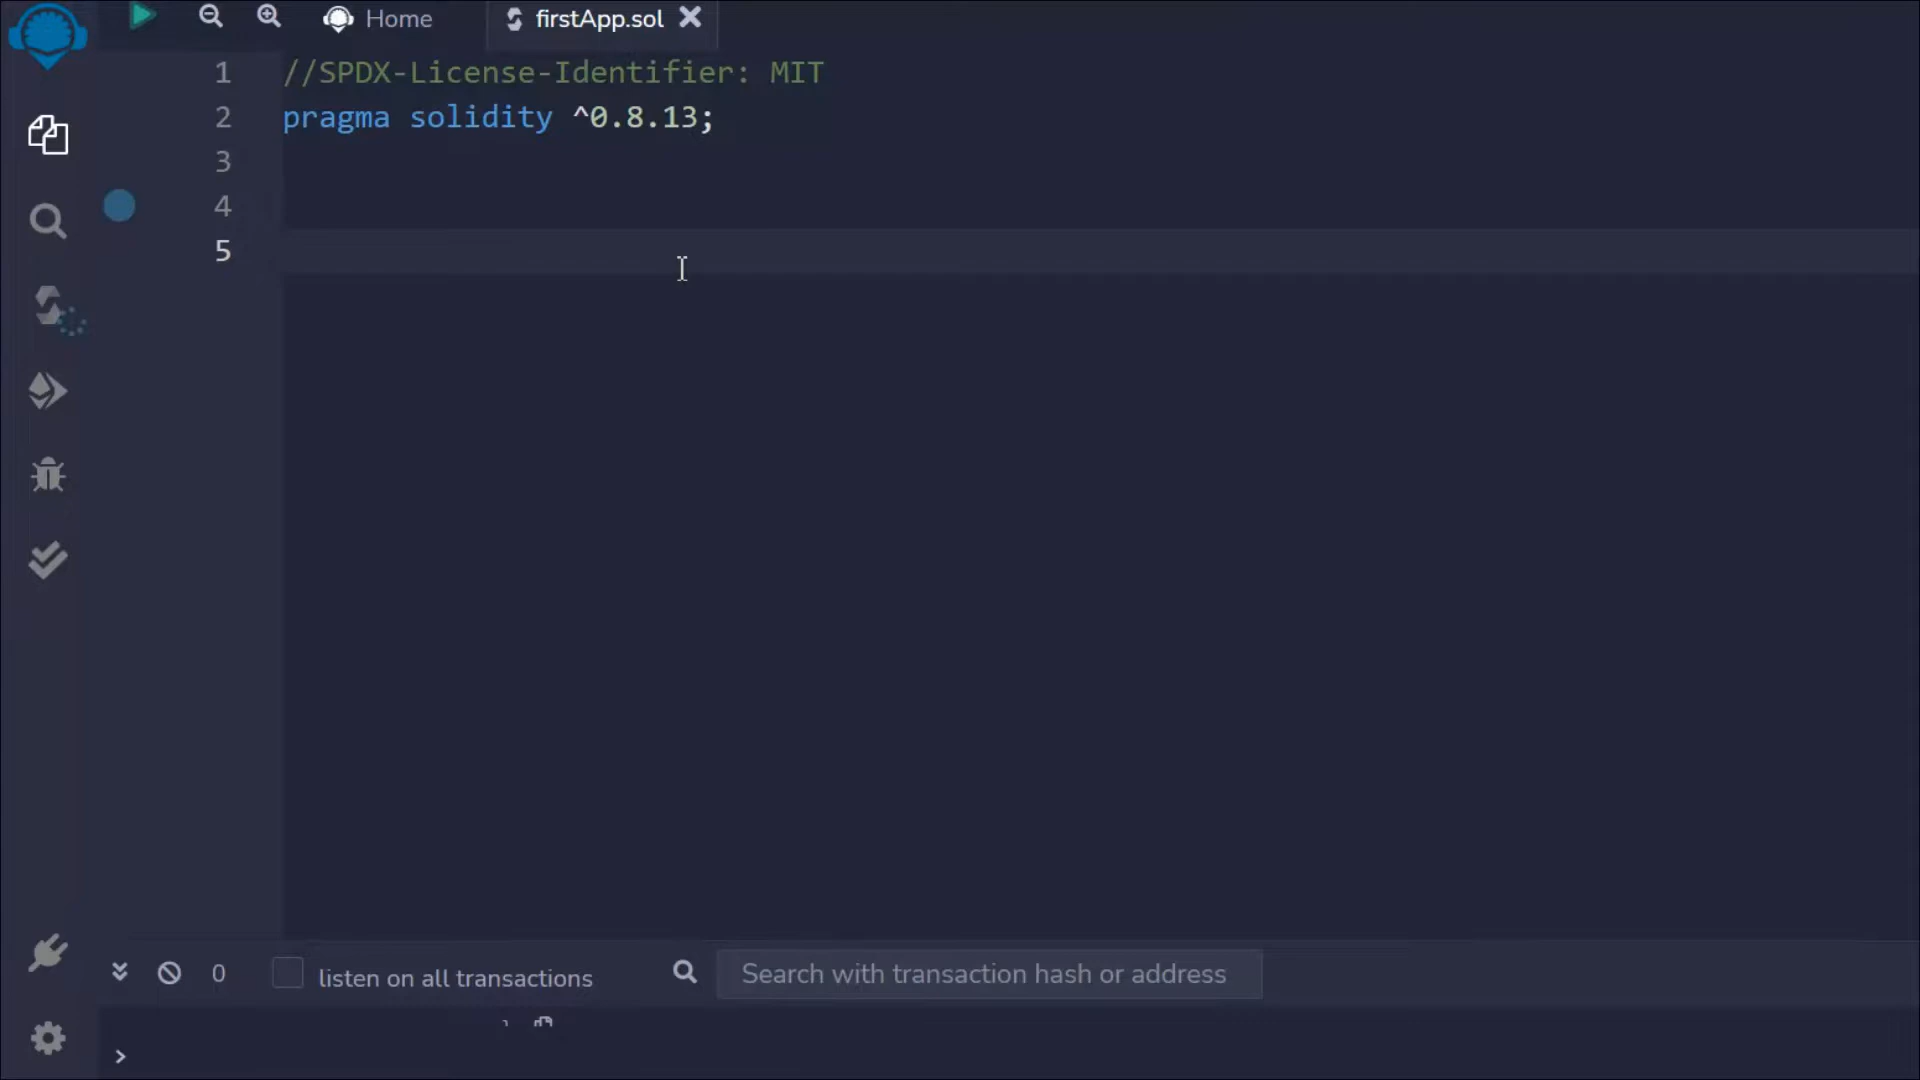 Home
firstApp.sol
1 //SPDX-License-Identifier: MIT
2 pragma solidity ^0.8.13;
3
4
5
0 listen on all transactions Search with transaction hash or address
>